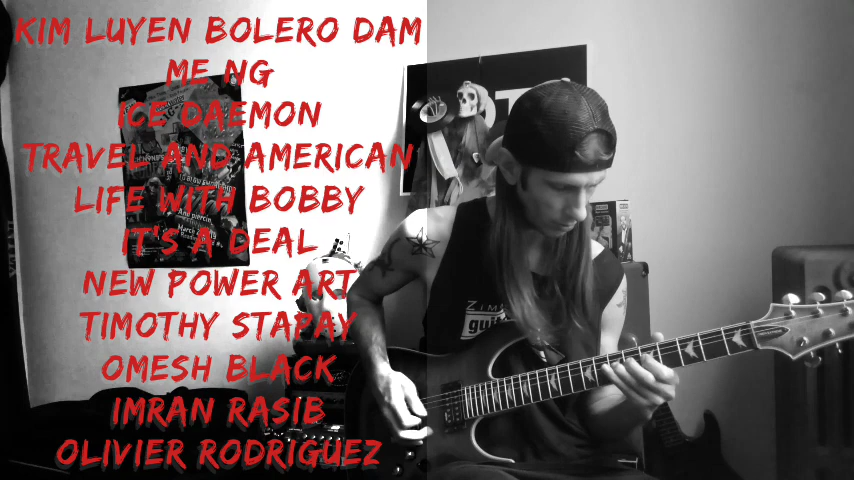 KIM LUYEN BOLERO DAM
ME NG
ICE DAEMON
TRAVEL AND AMERICAN
LIFE WITH BOBBY
IT'S A DEAL
NEW POWER ART
TIMOTHY STAPAY
OMESH BLACK
IMRAN RASIB
OLIVIER RODRIGUEZ